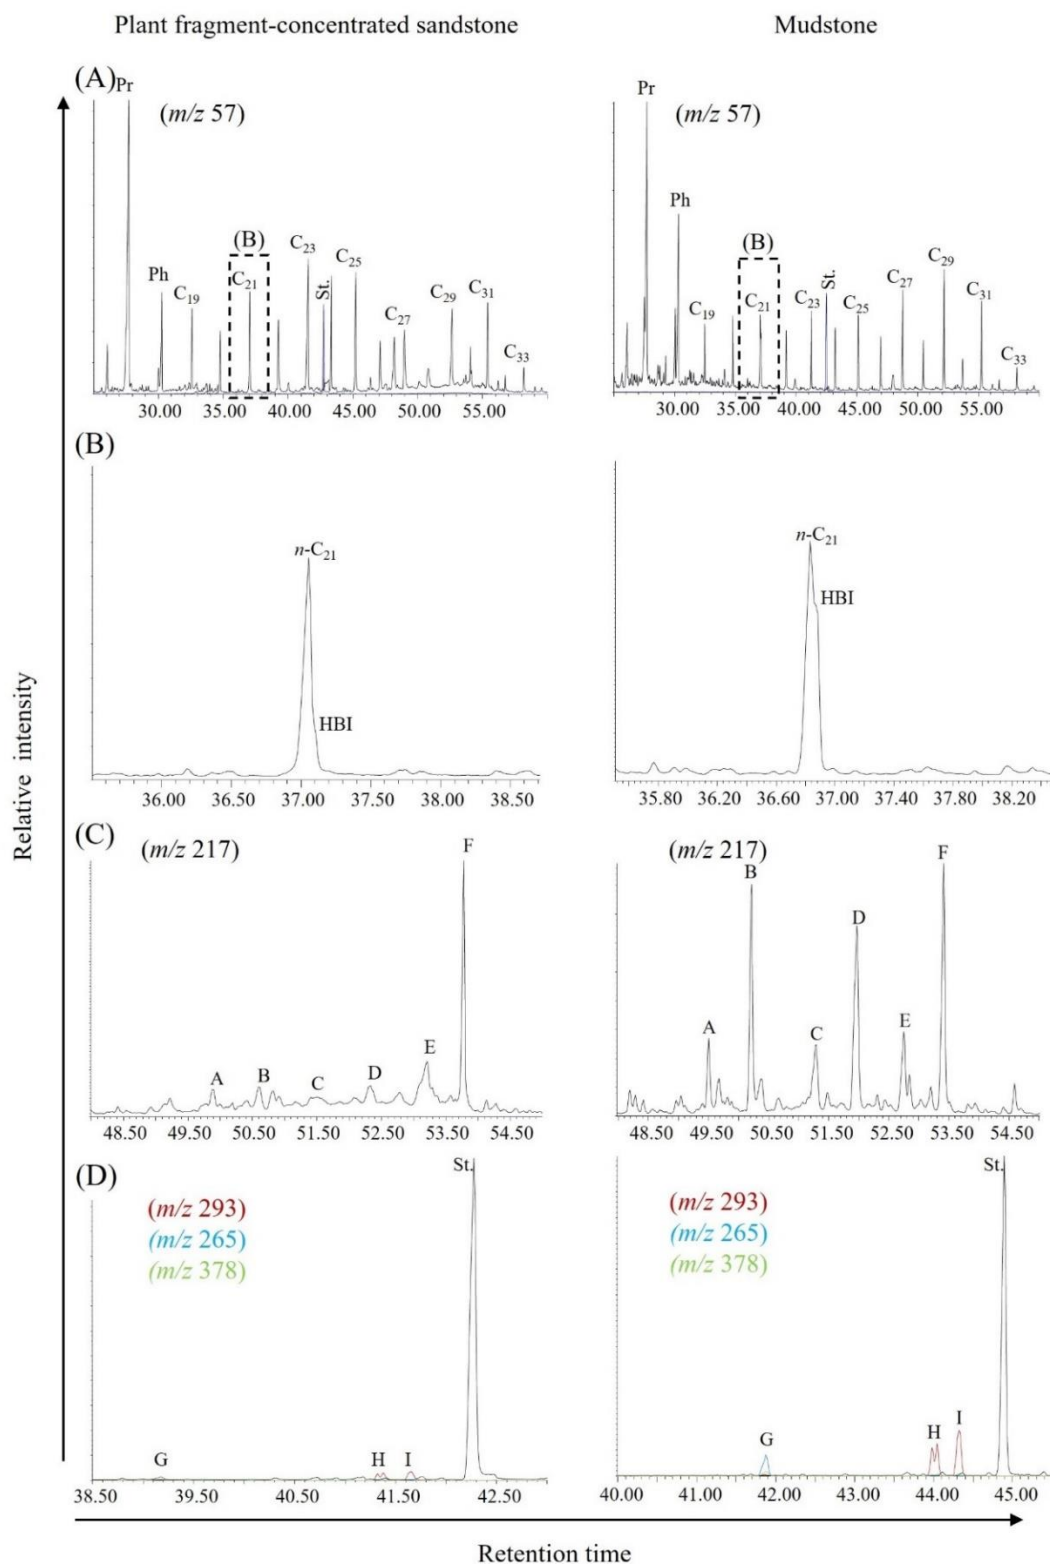 Plant fragment-concentrated sandstone
Mudstone
Relative intensity
(A)
Pr
(m/z 57)
Ph
C19
(B)
C21
C23
St.
C25
C27
C29
C31
C33
30.00 35.00 40.00 45.00 50.00 55.00
Pr
(m/z 57)
Ph
C19
(B)
C21
C23
St.
C25
C27
C29
C31
C33
30.00 35.00 40.00 45.00 50.00 55.00
(B)
n-C21
HBI
36.00 36.50 37.00 37.50 38.00 38.50
n-C21
HBI
35.80 36.20 36.60 37.00 37.40 37.80 38.20
(C)
(m/z 217)
A
B
C
D
E
F
48.50 49.50 50.50 51.50 52.50 53.50 54.50
(m/z 217)
A
B
C
D
E
F
48.50 49.50 50.50 51.50 52.50 53.50 54.50
(D)
(m/z 293)
(m/z 265)
(m/z 378)
G
H
I
St.
38.50 39.50 40.50 41.50 42.50
(m/z 293)
(m/z 265)
(m/z 378)
G
H
I
St.
40.00 41.00 42.00 43.00 44.00 45.00
Retention time